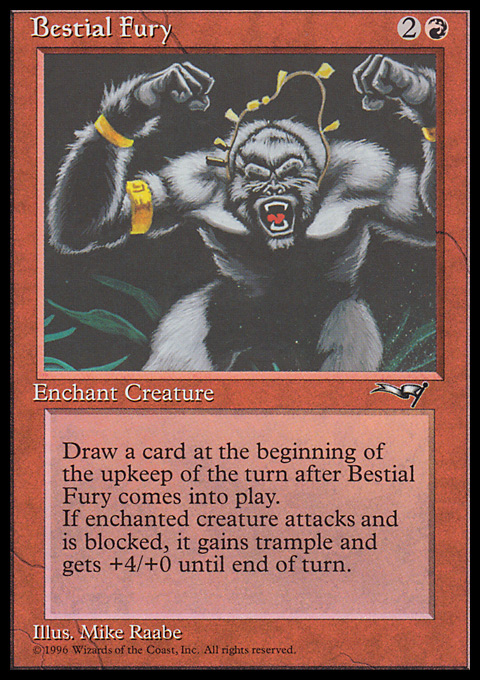 Bestial Fury 2
Enchant Creature
Draw a card at the beginning of
the upkeep of the turn after Bestial
Fury comes into play.
If enchanted creature attacks and
is blocked, it gains trample and
gets +4/+0 until end of turn.
Illus. Mike Raabe
©1996 Wizards of the Coast, Inc. All rights reserved.